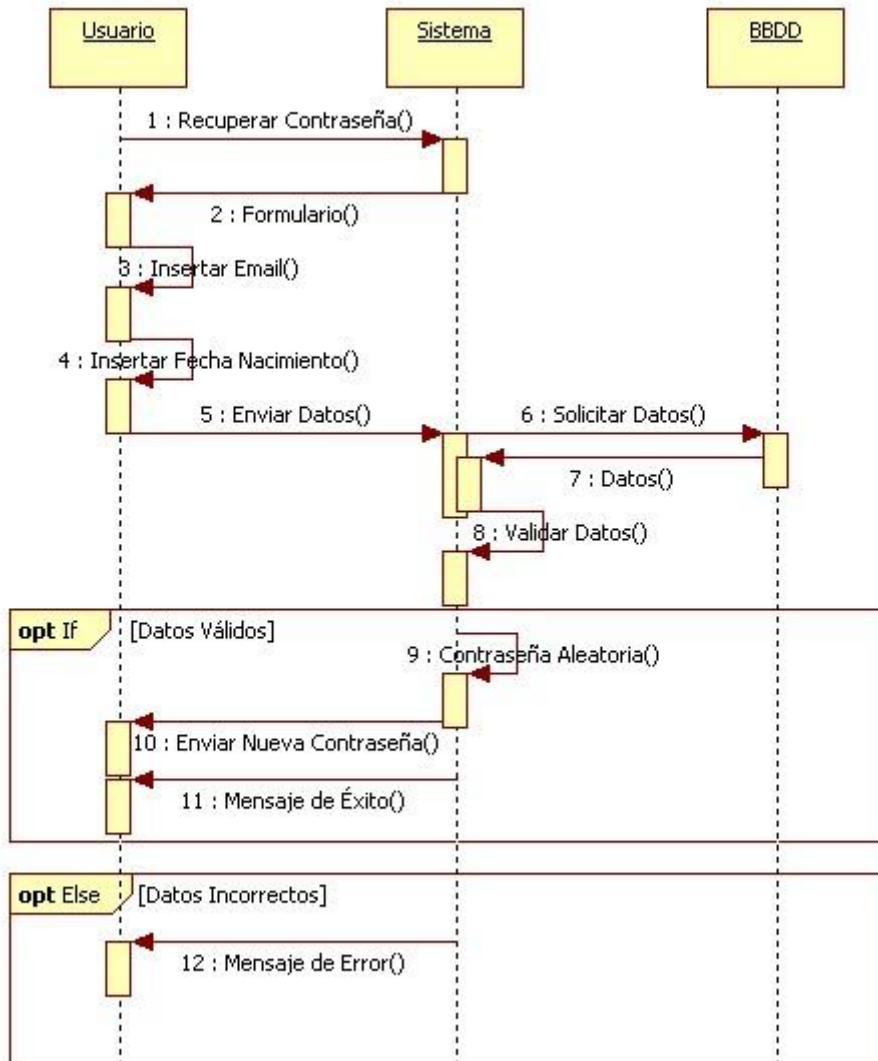 Usuario
Sistema
BBDD
1 : Recuperar Contraseña()
2 : Formulario()
3 : Insertar Email()
4 : Insertar Fecha Nacimiento()
5 : Enviar Datos()
6 : Solicitar Datos()
7 : Datos()
8 : Validar Datos()
opt If
[Datos Válidos]
9 : Contraseña Aleatoria()
10 : Enviar Nueva Contraseña()
11 : Mensaje de Éxito()
opt Else
[Datos Incorrectos]
12 : Mensaje de Error()